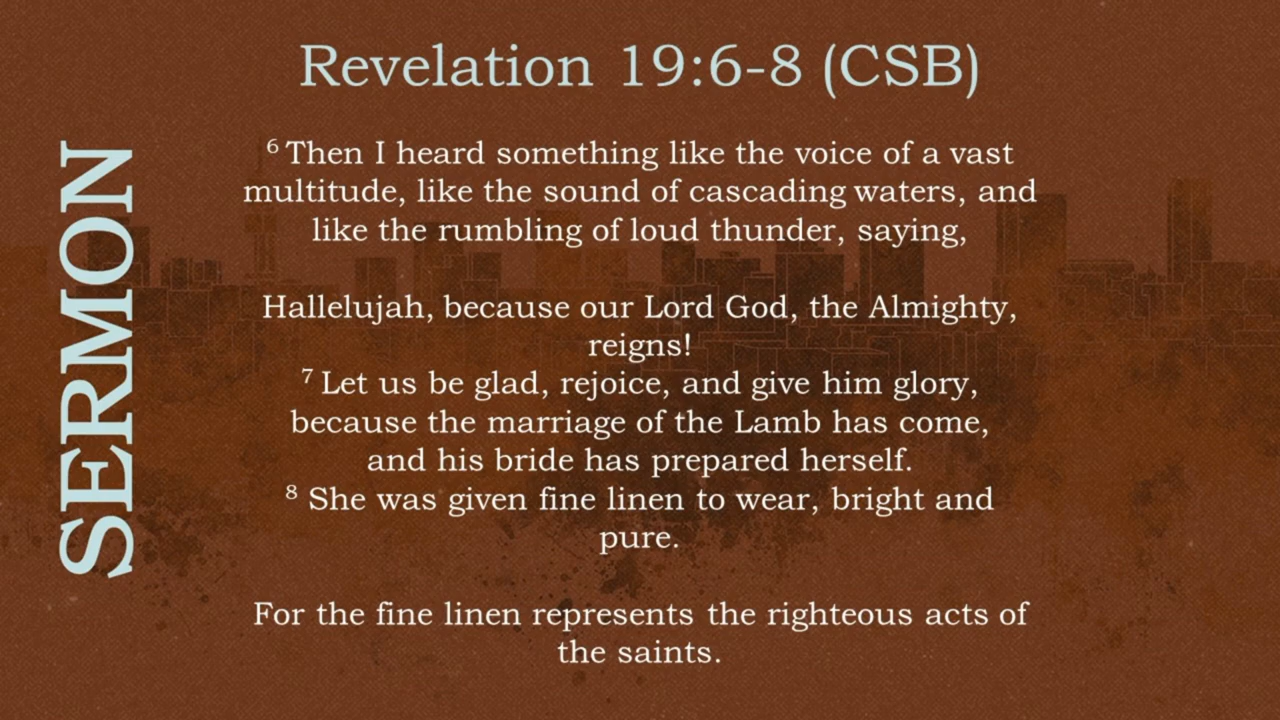 Revelation 19:6-8 (CSB)
SERMON
6 Then I heard something like the voice of a vast
multitude, like the sound of cascading waters, and
like the rumbling of loud thunder, saying,
Hallelujah, because our Lord God, the Almighty,
reigns!
7 Let us be glad, rejoice, and give him glory,
because the marriage of the Lamb has come,
and his bride has prepared herself.
8 She was given fine linen to wear, bright and
pure.
For the fine linen represents the righteous acts of
the saints.